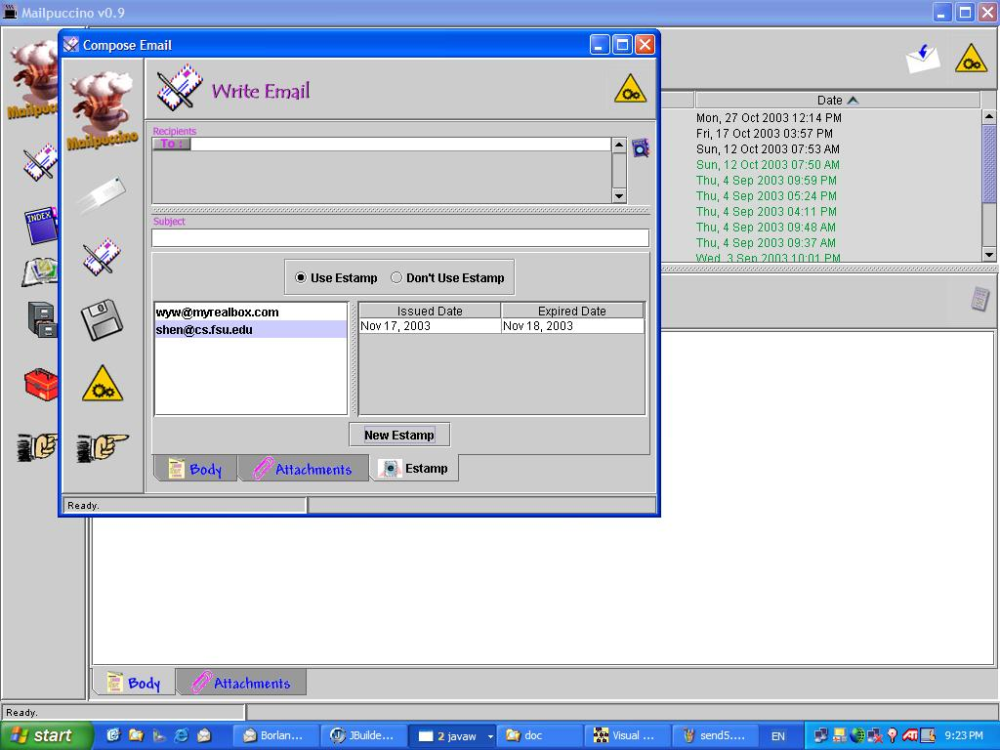 Mailpuccino v0.9
Compose Email
Mailpuccino
Write Email
Recipients
To :
Subject
Use Estamp
Don't Use Estamp
wyw@myrealbox.com
shen@cs.fsu.edu
Issued Date
Expired Date
Nov 17, 2003
Nov 18, 2003
New Estamp
Body
Attachments
Estamp
Ready.
INDEX
Date
Mon, 27 Oct 2003 12:14 PM
Fri, 17 Oct 2003 03:57 PM
Sun, 12 Oct 2003 07:53 AM
Sun, 12 Oct 2003 07:50 AM
Thu, 4 Sep 2003 09:59 PM
Thu, 4 Sep 2003 05:24 PM
Thu, 4 Sep 2003 04:11 PM
Thu, 4 Sep 2003 09:48 AM
Thu, 4 Sep 2003 09:37 AM
Wed, 3 Sep 2003 10:01 PM
Body
Attachments
Ready.
start
Borlan...
JBuilde...
2 javaw
doc
Visual ...
send5....
EN
9:23 PM